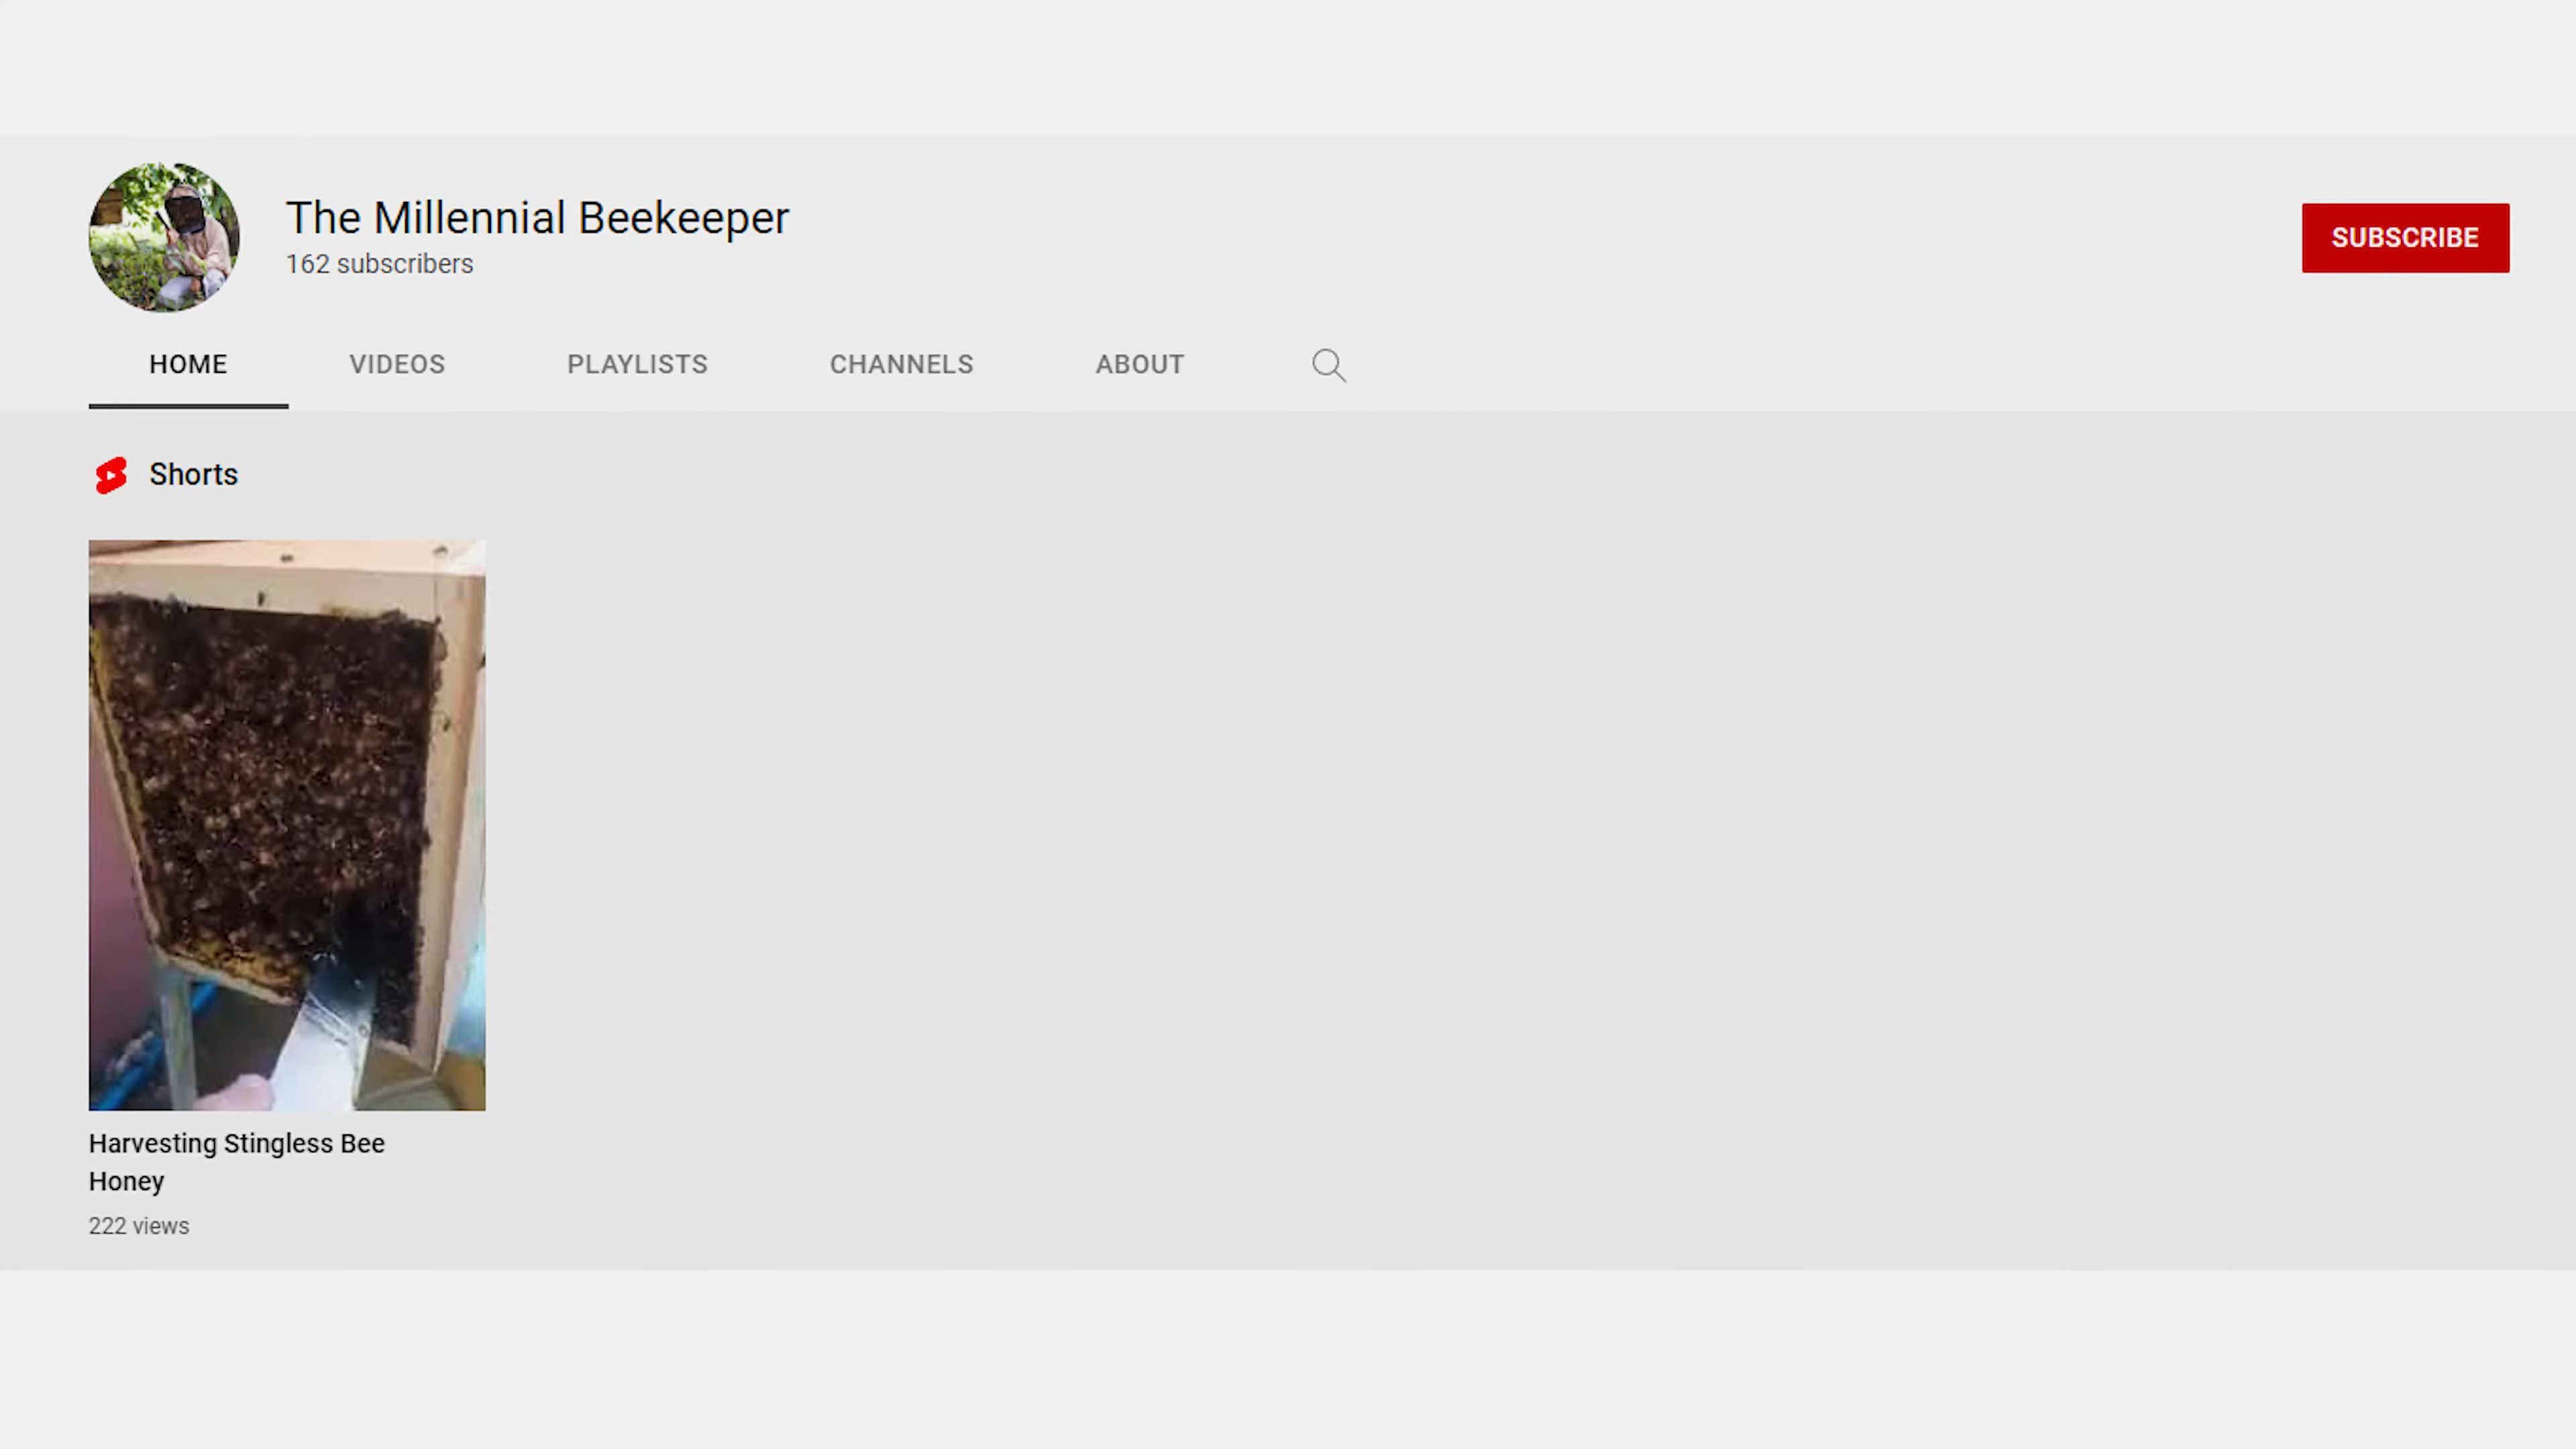 The Millennial Beekeeper
162 subscribers
SUBSCRIBE
HOME VIDEOS PLAYLISTS CHANNELS ABOUT
Shorts
Harvesting Stingless Bee
Honey
222 views